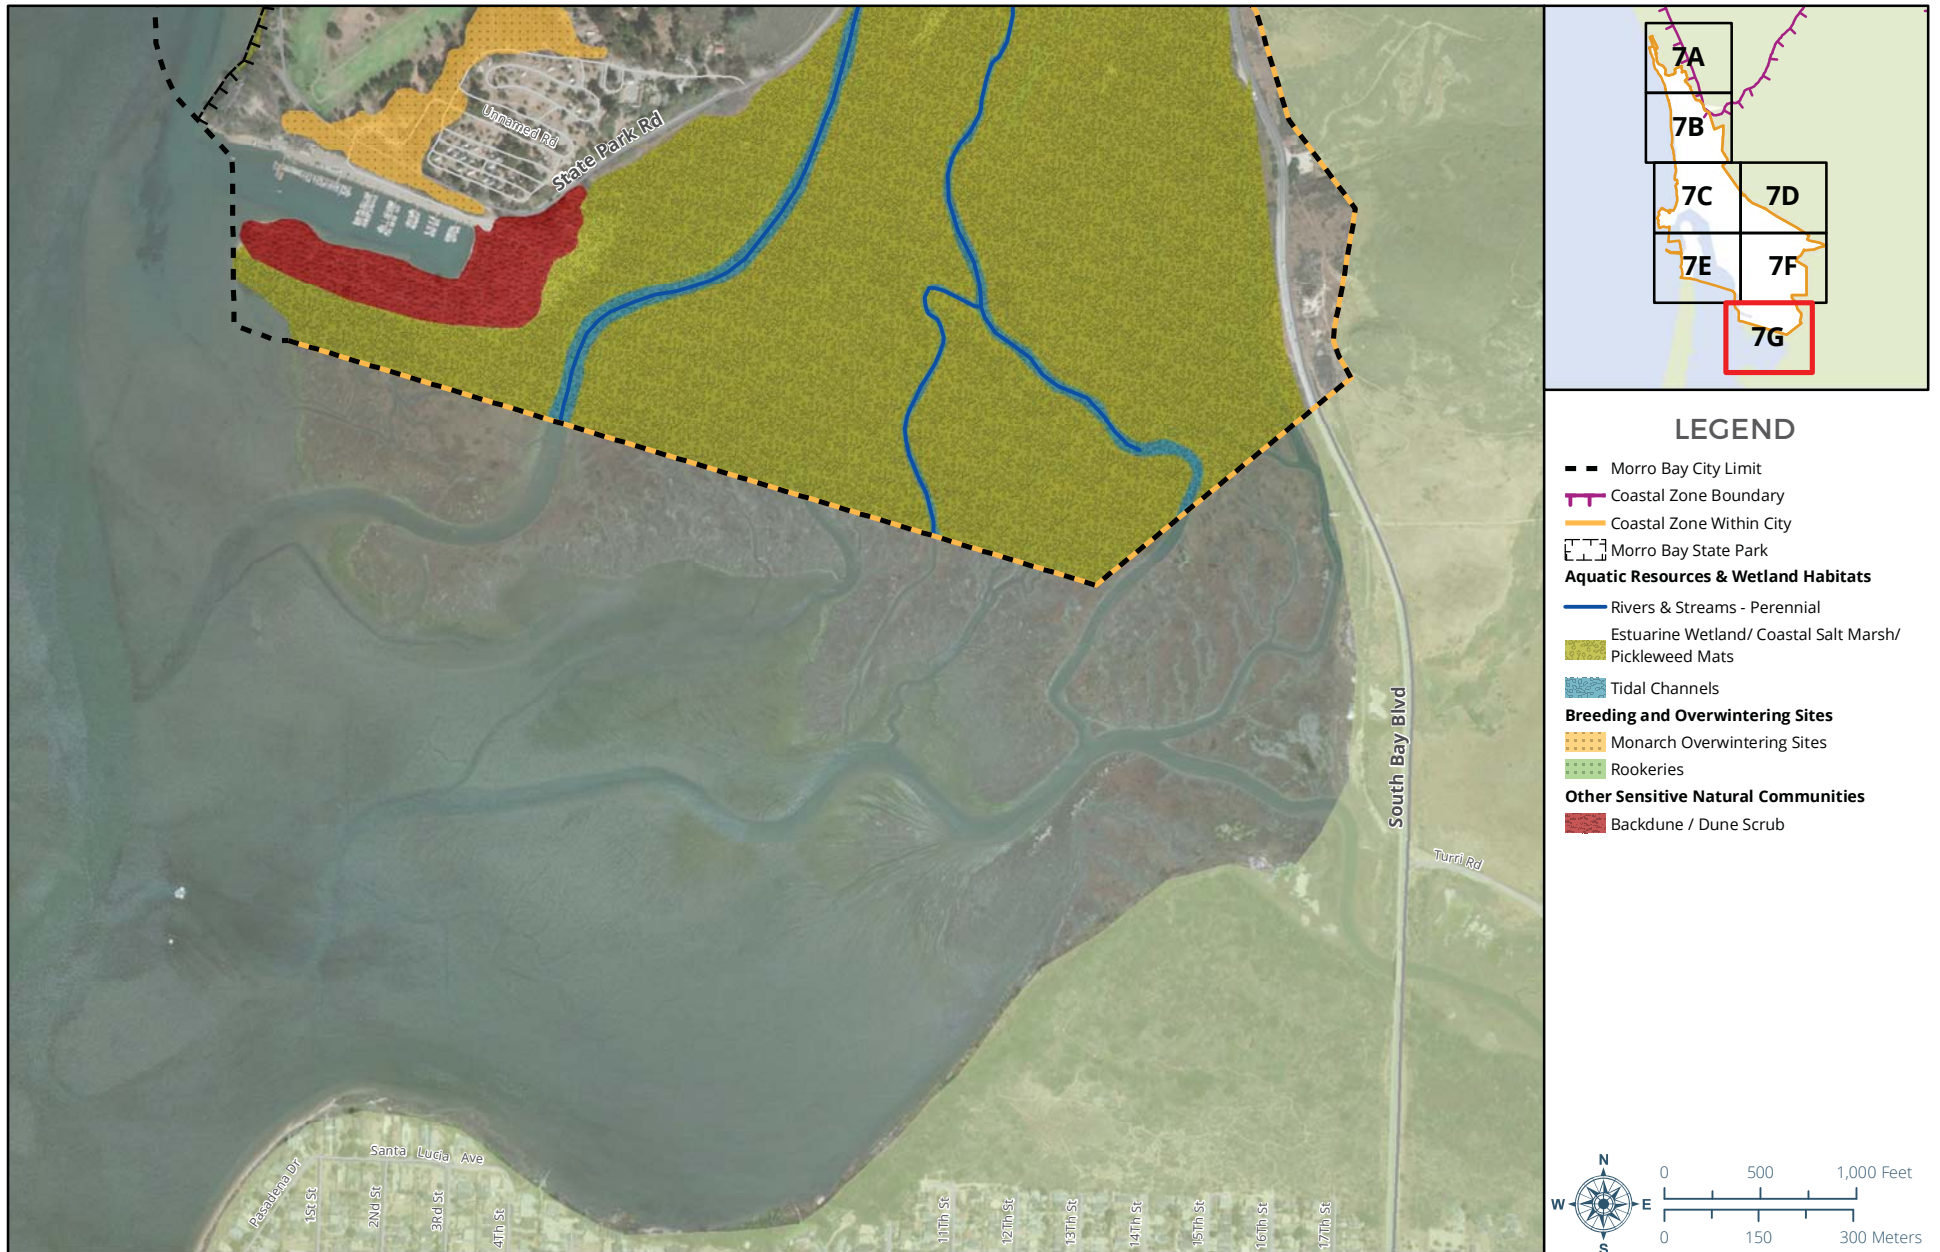 Unnamed Rd
State Park Rd
South Bay Blvd
Turri Rd
Santa Lucia Ave
Pasadena Dr
1St St
2Nd St
3Rd St
4Th St
11Th St
12Th St
13Th St
14Th St
15Th St
16Th St
17Th St
7A
7B
7C
7D
7E
7F
7G
LEGEND
Morro Bay City Limit
Coastal Zone Boundary
Coastal Zone Within City
Morro Bay State Park
Aquatic Resources & Wetland Habitats
Rivers & Streams - Perennial
Estuarine Wetland/ Coastal Salt Marsh/
Pickleweed Mats
Tidal Channels
Breeding and Overwintering Sites
Monarch Overwintering Sites
Rookeries
Other Sensitive Natural Communities
Backdune / Dune Scrub
N
W E
S
0 500 1,000 Feet
0 150 300 Meters